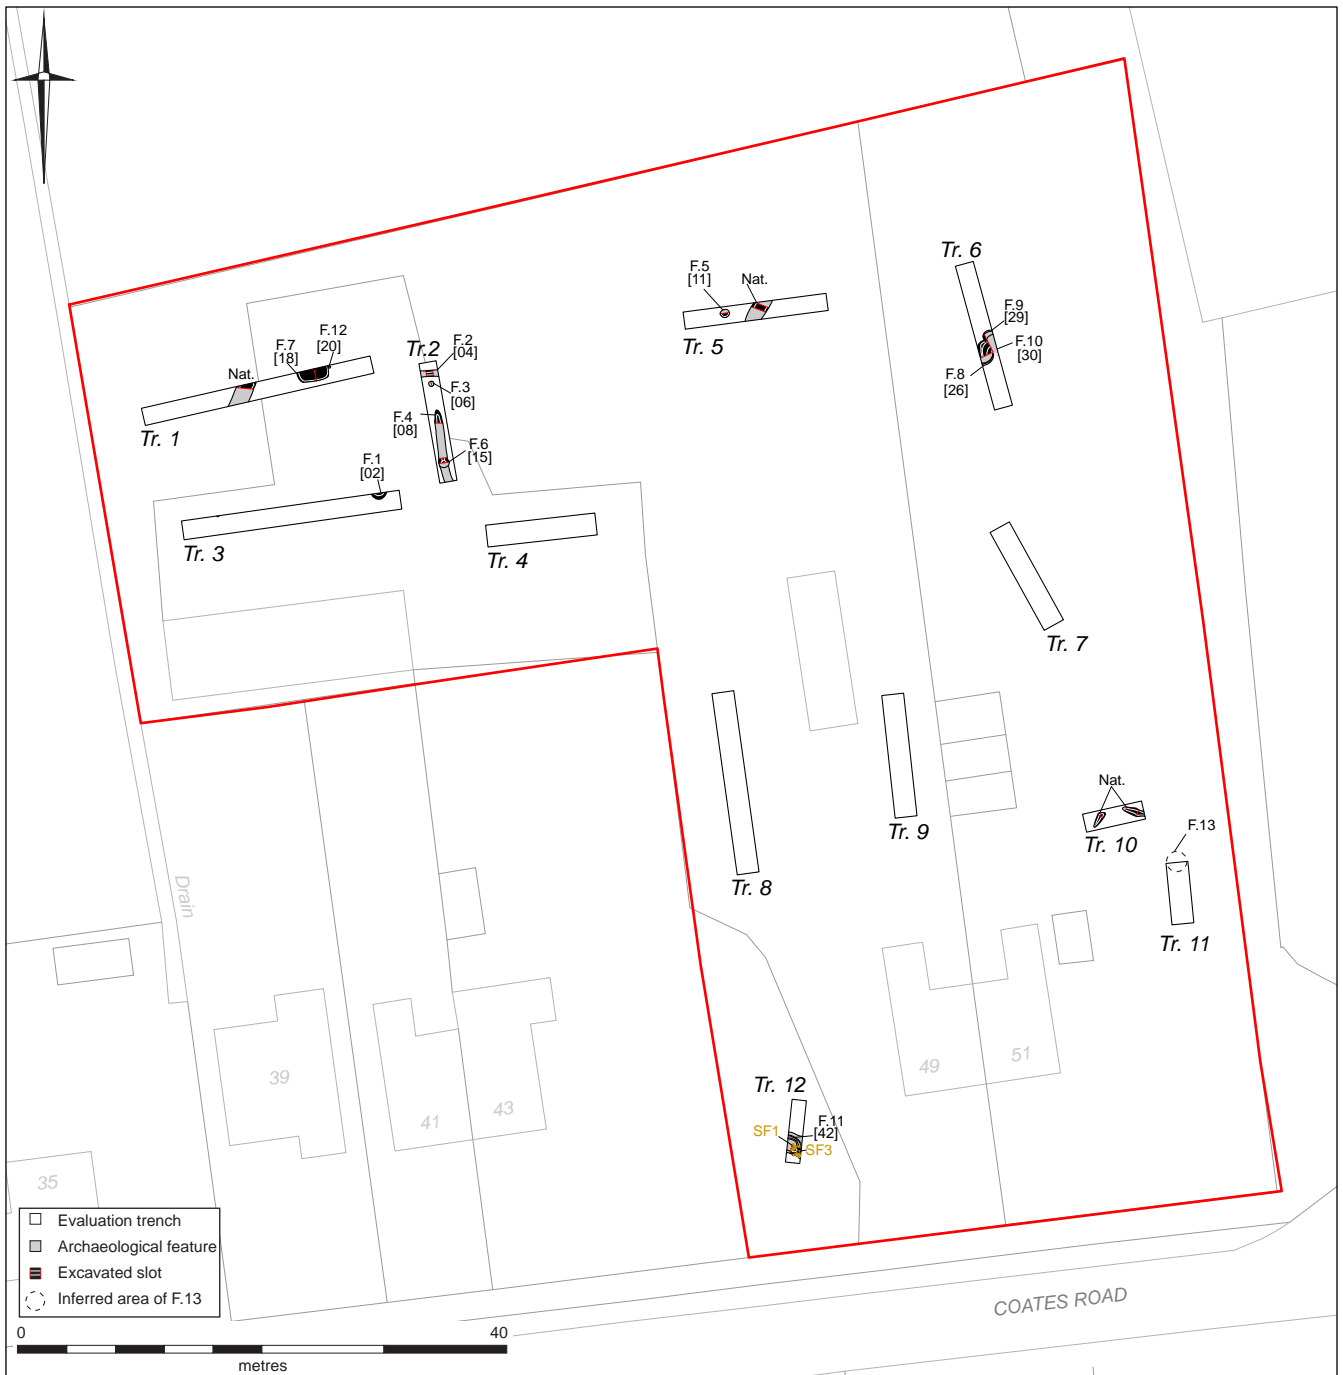 Tr. 6
F.5
[11]
Nat.
F.9
[29]
F.10
[30]
F.8
[26]
Tr. 5
F.12
[20]
F.7
[18]
Nat.
Tr. 1
Tr.2
F.2
[04]
F.3
[06]
F.4
[08]
F.6
[15]
F.1
[02]
Tr. 3
Tr. 4
Tr. 7
Nat.
Tr. 9
Tr. 10
F.13
Tr. 8
Drain
Tr. 11
39
41
43
49
51
Tr. 12
F.11
[42]
SF1
SF3
35
Evaluation trench
Archaeological feature
Excavated slot
Inferred area of F.13
COATES ROAD
0 40
metres